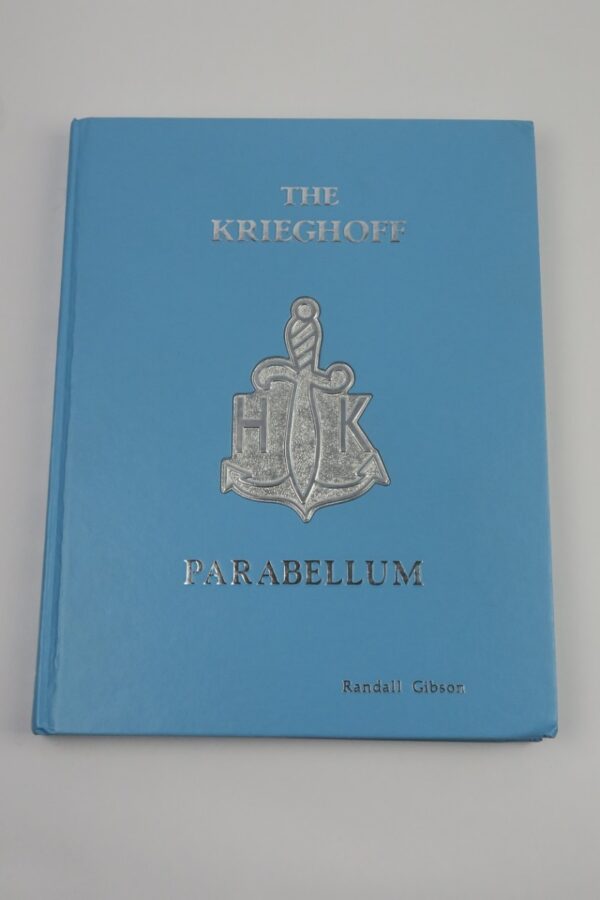 THE
KRIEGHOFF
H K
PARABELLUM
Randall Gibson